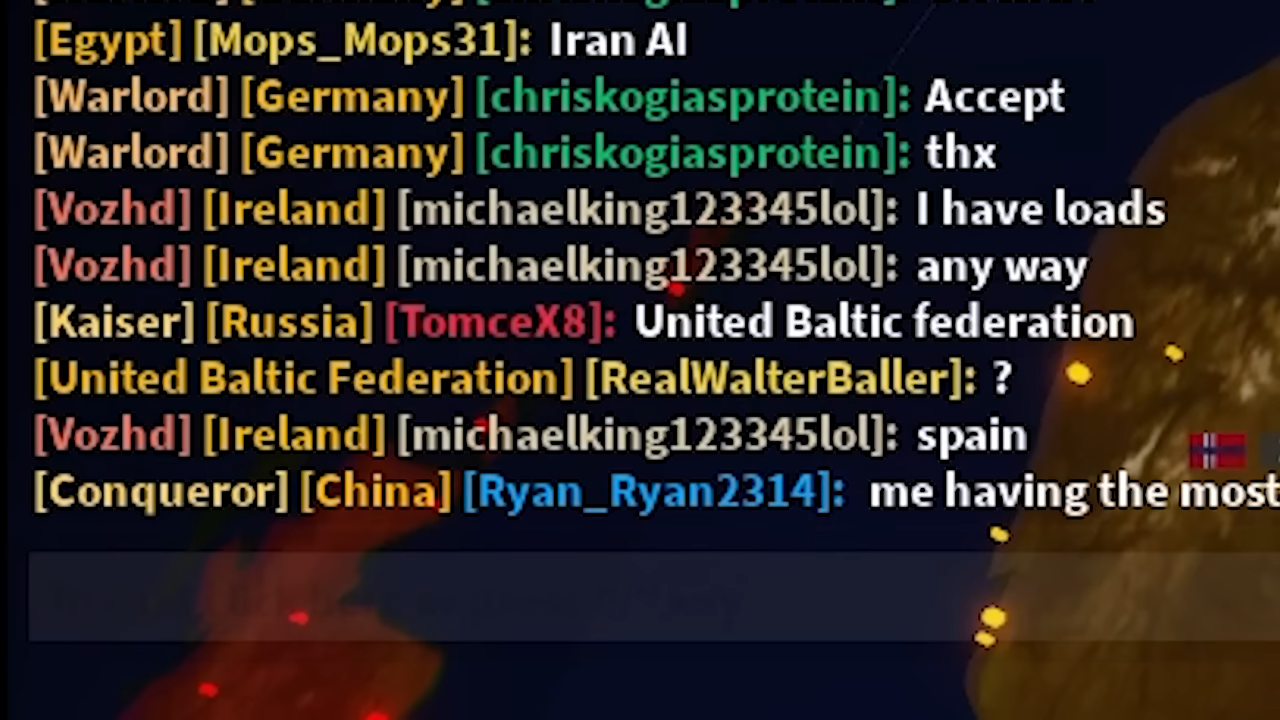 [Egypt] [Mops_Mops31]: Iran AI
[Warlord] [Germany] [chriskogiasprotein]: Accept
[Warlord] [Germany] [chriskogiasprotein]: thx
[Vozhd] [Ireland] [michaelking123345lol]: I have loads
[Vozhd] [Ireland] [michaelking123345lol]: any way
[Kaiser] [Russia] [TomceX8]: United Baltic federation
[United Baltic Federation] [RealWalterBaller]: ?
[Vozhd] [Ireland] [michaelking123345lol]: spain
[Conqueror] [China] [Ryan_Ryan2314]: me having the most